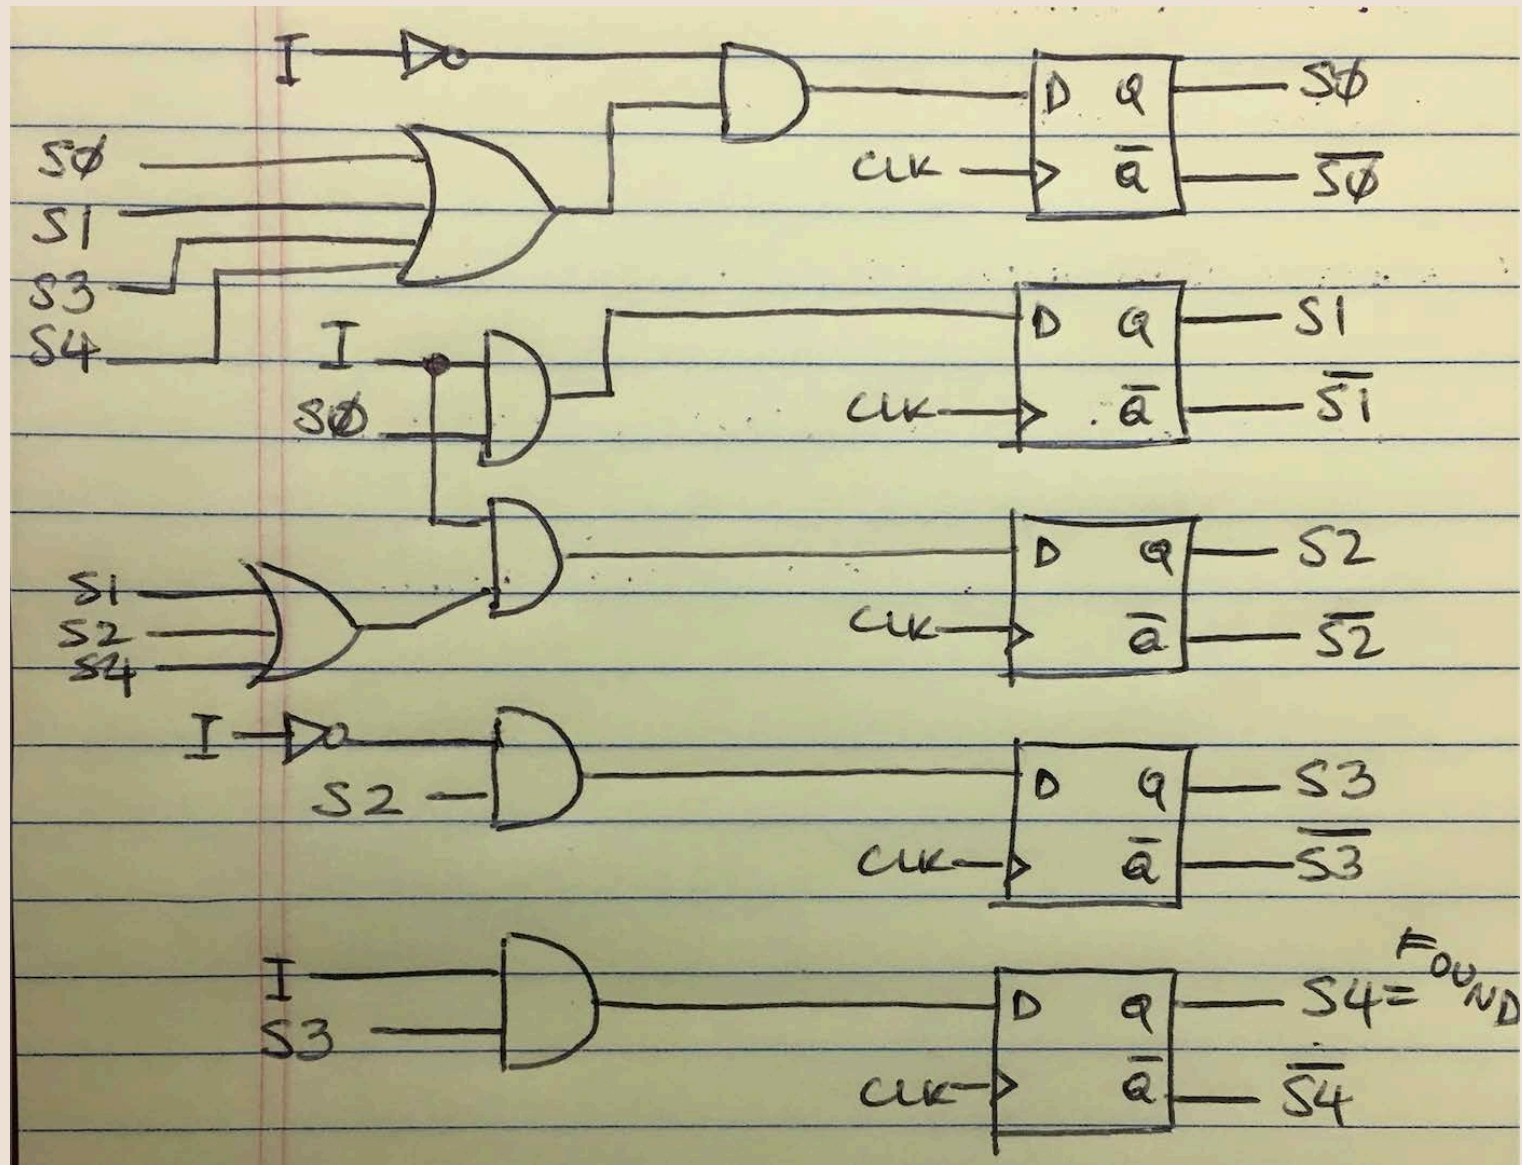 I
D Q S0
S0
CLK Q̅ S̅0̅
S1
S3
S4
I
D Q S1
S0
CLK Q̅ S̅1̅
D Q S2
S1
S2
S4
CLK Q̅ S̅2̅
I
S2
D Q S3
CLK Q̅ S̅3̅
I
D Q S4= FOUND
S3
CLK Q̅ S̅4̅